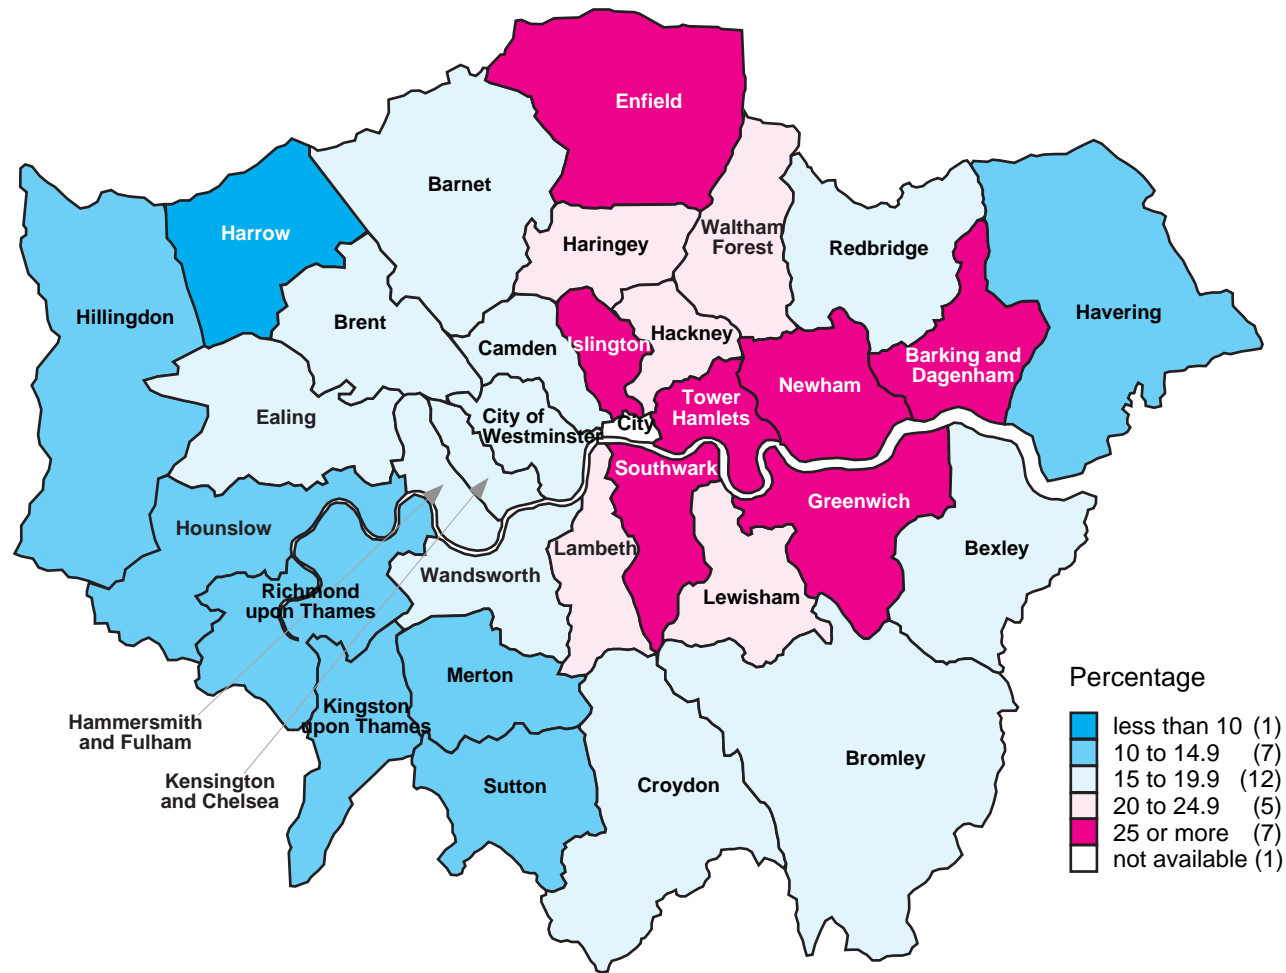 Enfield
Barnet
Harrow
Haringey
Waltham
Forest
Redbridge
Havering
Hillingdon
Brent
Camden
Islington
Hackney
Barking and
Dagenham
Newham
Tower
Hamlets
Ealing
City of
Westminster
City
Southwark
Greenwich
Hounslow
Lambeth
Bexley
Wandsworth
Richmond
upon Thames
Lewisham
Merton
Kingston
upon Thames
Hammersmith
and Fulham
Kensington
and Chelsea
Sutton
Croydon
Bromley
Percentage
less than 10 (1)
10 to 14.9 (7)
15 to 19.9 (12)
20 to 24.9 (5)
25 or more (7)
not available (1)